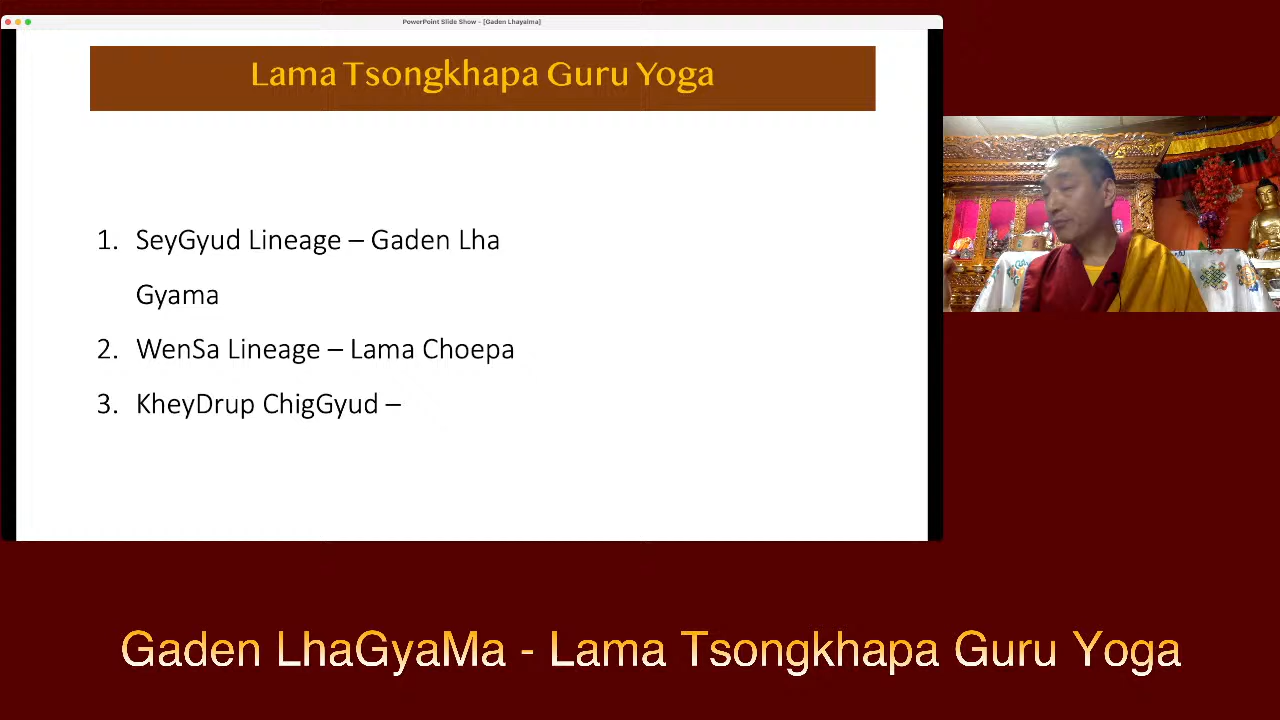 PowerPoint Slide Show - [Gaden Lhayalma]
Lama Tsongkhapa Guru Yoga
1. SeyGyud Lineage – Gaden Lha
Gyama
2. WenSa Lineage – Lama Choepa
3. KheyDrup ChigGyud –
Gaden LhaGyaMa - Lama Tsongkhapa Guru Yoga